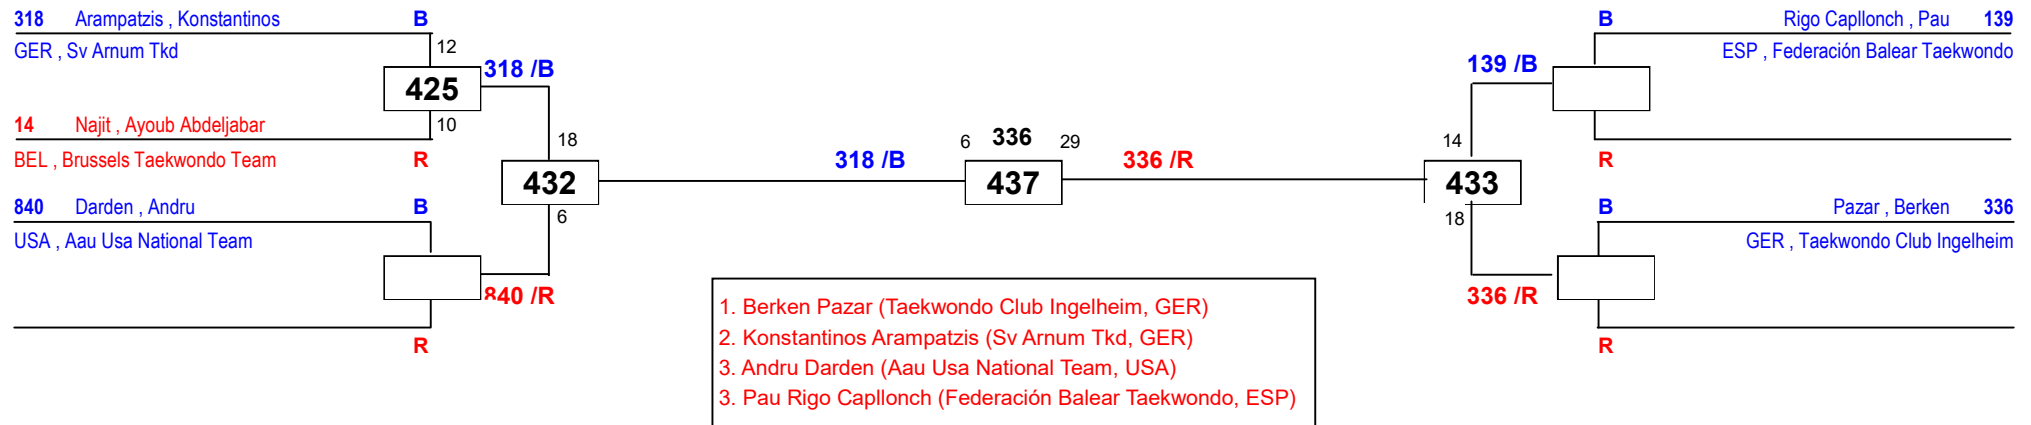 318 Arampatzis , Konstantinos B
GER , Sv Arnum Tkd
12
425
318 /B
10
14 Najit , Ayoub Abdeljabar
BEL , Brussels Taekwondo Team R
18
432
6
840 Darden , Andru B
USA , Aau Usa National Team
840 /R
R
318 /B
6 336 29
437
336 /R
B Rigo Capllonch , Pau 139
ESP , Federación Balear Taekwondo
139 /B
R
14
433
18
B Pazar , Berken 336
GER , Taekwondo Club Ingelheim
336 /R
R
1. Berken Pazar (Taekwondo Club Ingelheim, GER)
2. Konstantinos Arampatzis (Sv Arnum Tkd, GER)
3. Andru Darden (Aau Usa National Team, USA)
3. Pau Rigo Capllonch (Federación Balear Taekwondo, ESP)